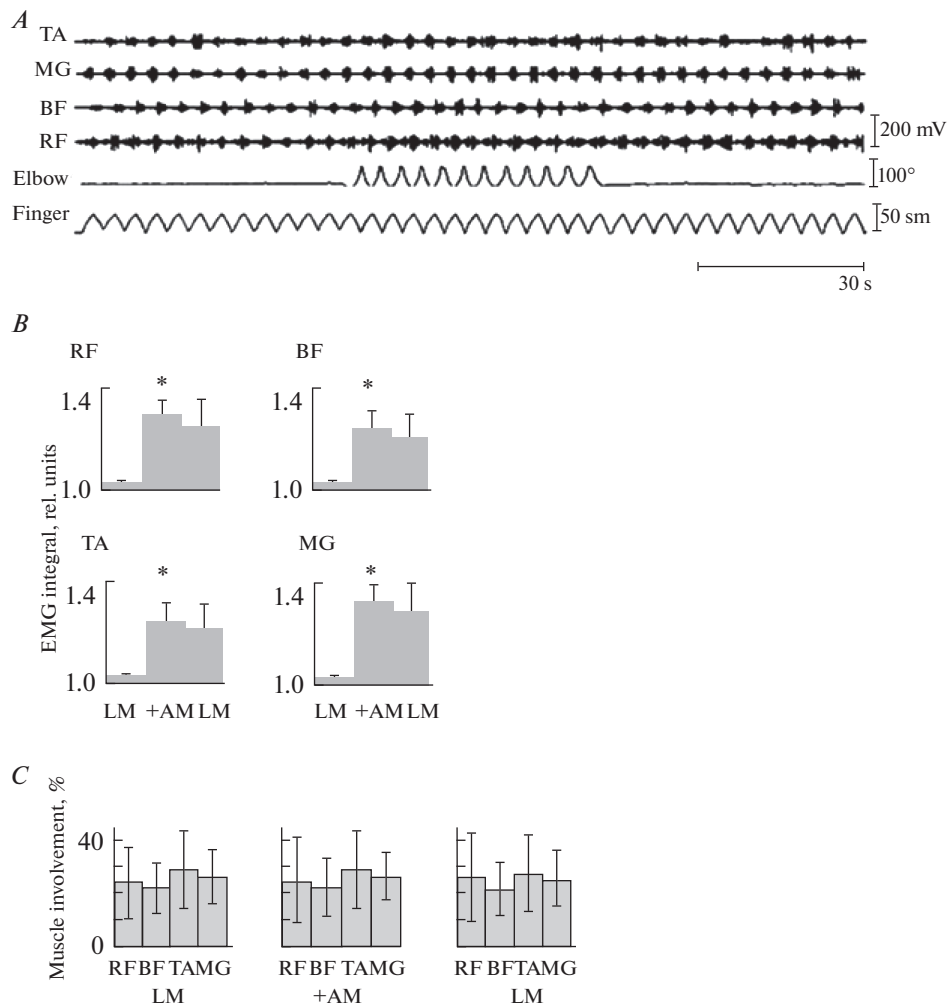 A
TA
MG
BF
RF
200 mV
Elbow
100°
Finger
50 sm
30 s
B
RF BF
* *
1.4 1.4
1.0 1.0
EMG integral, rel. units
TA MG
* *
1.4 1.4
1.0 1.0
LM +AM LM LM +AM LM
C
Muscle involvement, %
40
0
RF BF TA MG RF BF TA MG RF BF TA MG
LM +AM LM